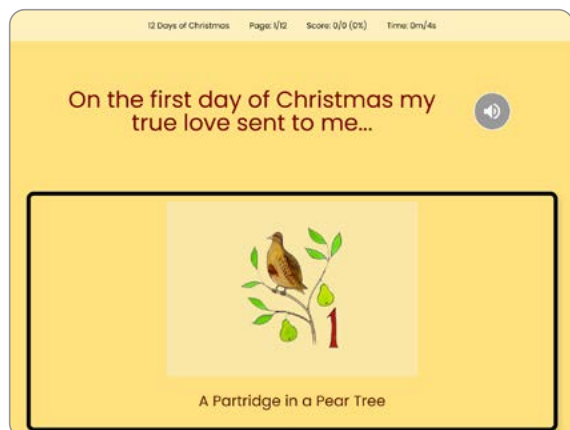 12 Days of Christmas Page: 1/12 Score: 0/0 (0%) Time: 0m/4s
On the first day of Christmas my
true love sent to me...
1
A Partridge in a Pear Tree